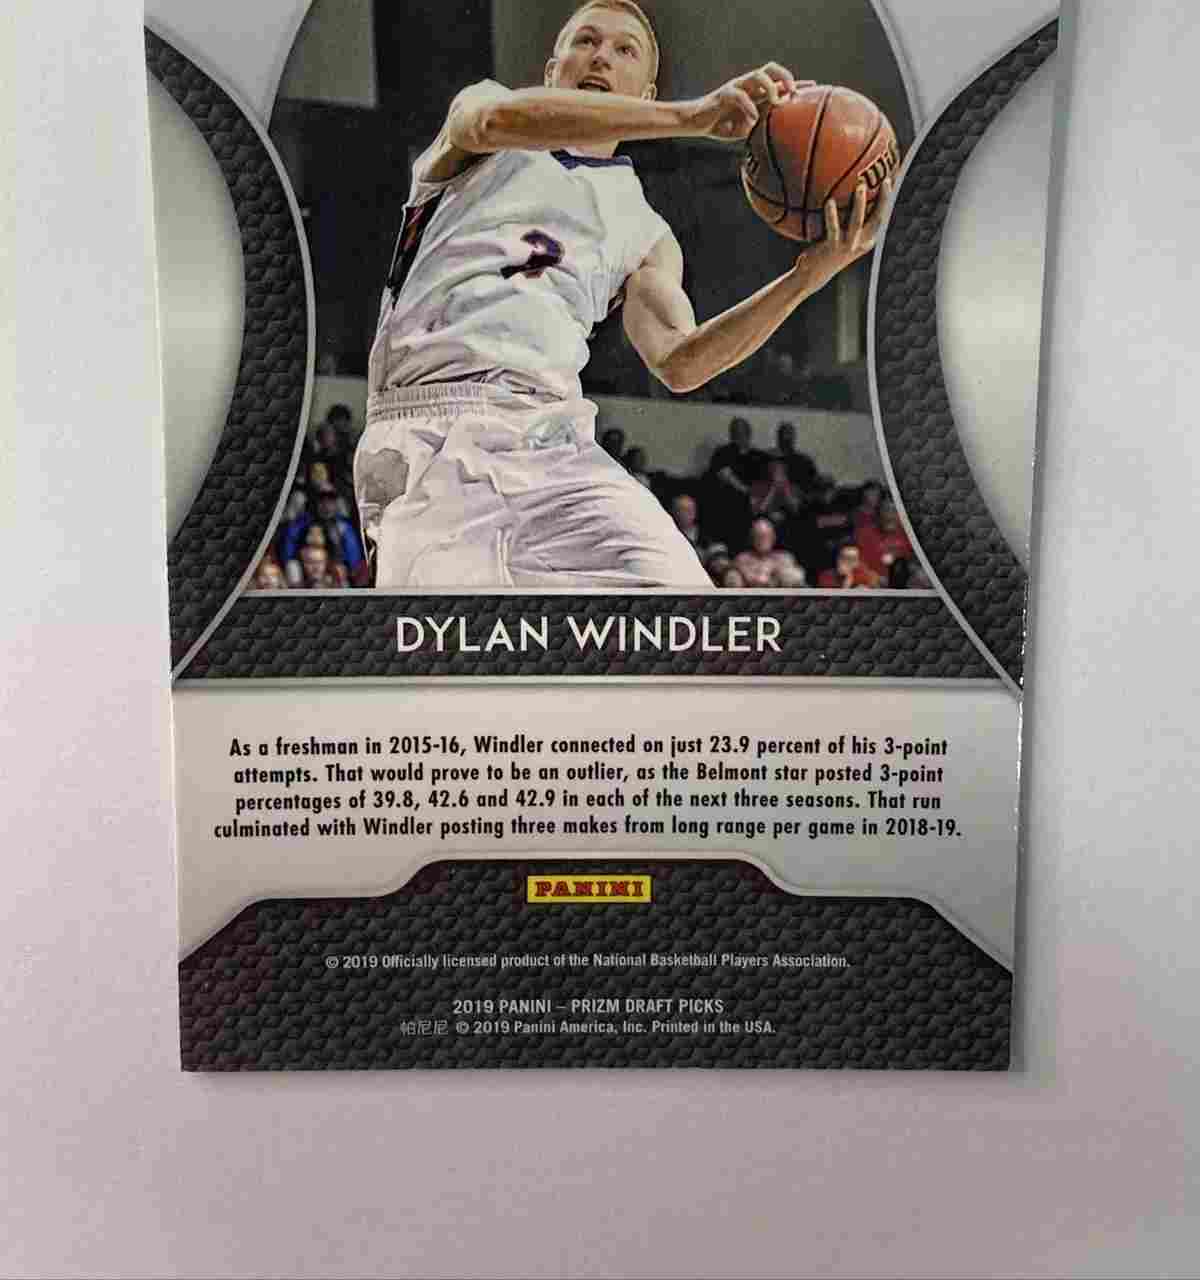 3
DYLAN WINDLER
As a freshman in 2015-16, Windler connected on just 23.9 percent of his 3-point
attempts. That would prove to be an outlier, as the Belmont star posted 3-point
percentages of 39.8, 42.6 and 42.9 in each of the next three seasons. That run
culminated with Windler posting three makes from long range per game in 2018-19.
PANINI
© 2019 Officially licensed product of the National Basketball Players Association.
2019 PANINI – PRIZM DRAFT PICKS
帕尼尼 © 2019 Panini America, Inc. Printed in the USA.